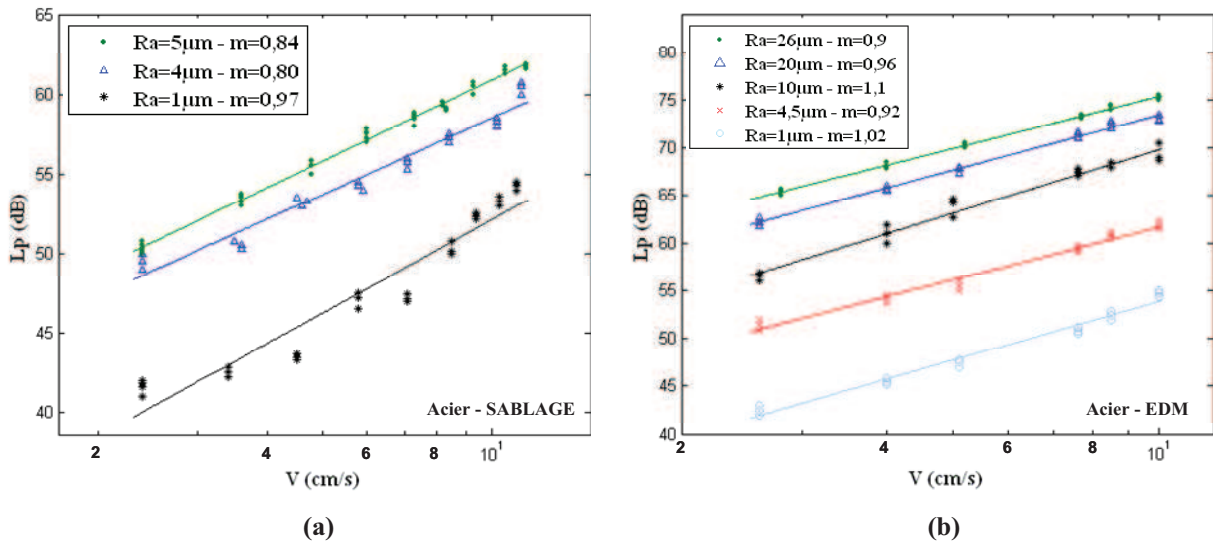 65
60
55
50
45
40
Lp (dB)
Ra=5µm - m=0,84
Ra=4µm - m=0,80
Ra=1µm - m=0,97
Acier - SABLAGE
2
4
6
8
10¹
V (cm/s)
(a)
80
75
70
65
60
55
50
45
40
Lp (dB)
Ra=26µm - m=0,9
Ra=20µm - m=0,96
Ra=10µm - m=1,1
Ra=4,5µm - m=0,92
Ra=1µm - m=1,02
Acier - EDM
2
4
6
8
10¹
V (cm/s)
(b)